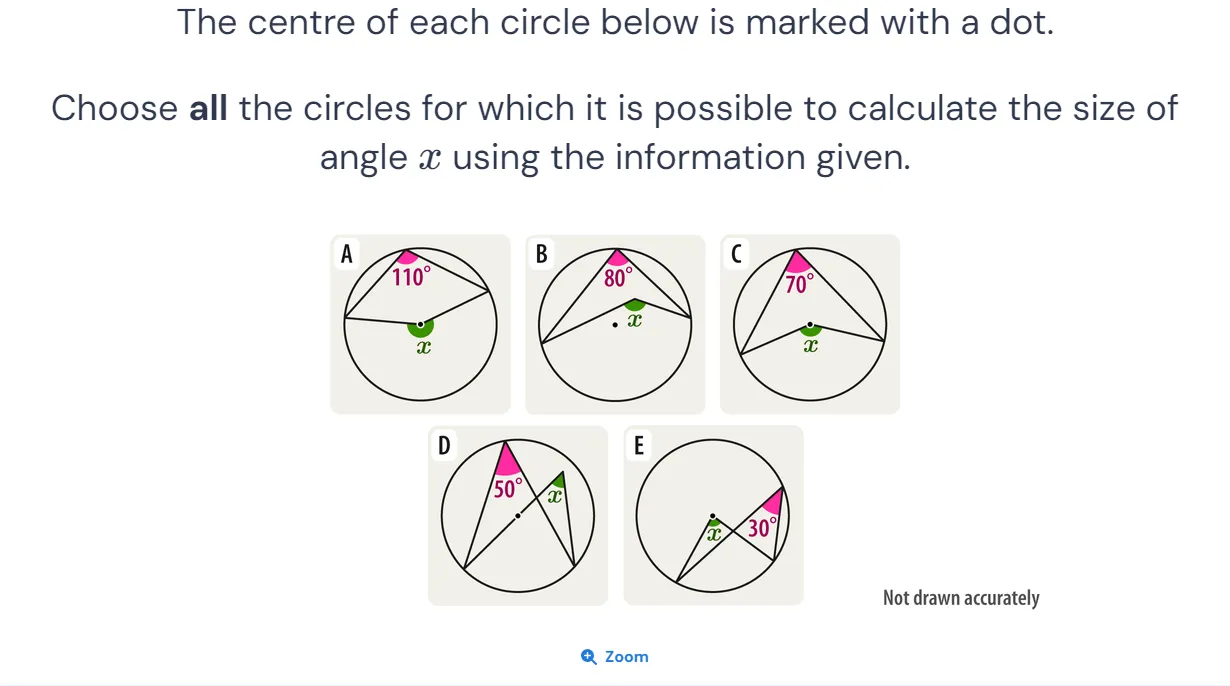 The centre of each circle below is marked with a dot.
Choose all the circles for which it is possible to calculate the size of
angle x using the information given.
A
110°
x
B
80°
x
C
70°
x
D
50°
x
E
x
30°
Not drawn accurately
Zoom